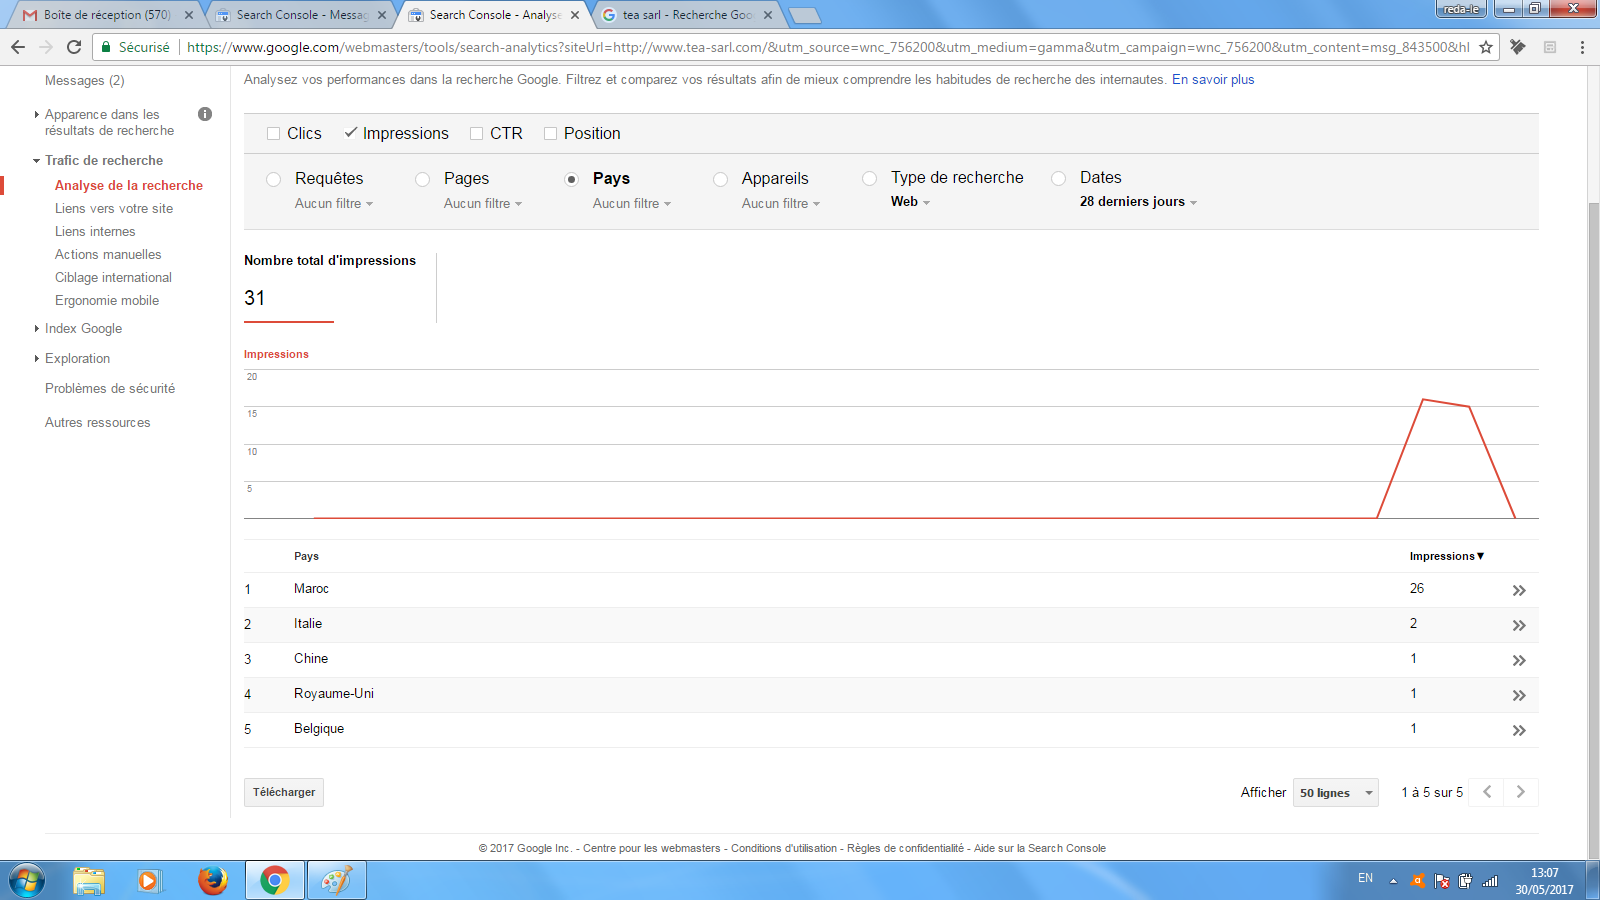 Boîte de réception (570)
Search Console - Messag
Search Console - Analyse
tea sarl - Recherche Goo
reda-le
Sécurisé
https://www.google.com/webmasters/tools/search-analytics?siteUrl=http://www.tea-sarl.com/&utm_source=wnc_756200&utm_medium=gamma&utm_campaign=wnc_756200&utm_content=msg_843500&hl
Messages (2)
Apparence dans les
résultats de recherche
Trafic de recherche
Analyse de la recherche
Liens vers votre site
Liens internes
Actions manuelles
Ciblage international
Ergonomie mobile
Index Google
Exploration
Problèmes de sécurité
Autres ressources
Analysez vos performances dans la recherche Google. Filtrez et comparez vos résultats afin de mieux comprendre les habitudes de recherche des internautes. En savoir plus
Clics Impressions CTR Position
Requêtes Pages Pays Appareils Type de recherche Dates
Aucun filtre Aucun filtre Aucun filtre Aucun filtre Web 28 derniers jours
Nombre total d'impressions
31
Impressions
20
15
10
5
Pays Impressions▼
1 Maroc 26
2 Italie 2
3 Chine 1
4 Royaume-Uni 1
5 Belgique 1
Télécharger
Afficher 50 lignes 1 à 5 sur 5
© 2017 Google Inc. - Centre pour les webmasters - Conditions d'utilisation - Règles de confidentialité - Aide sur la Search Console
EN
13:07
30/05/2017